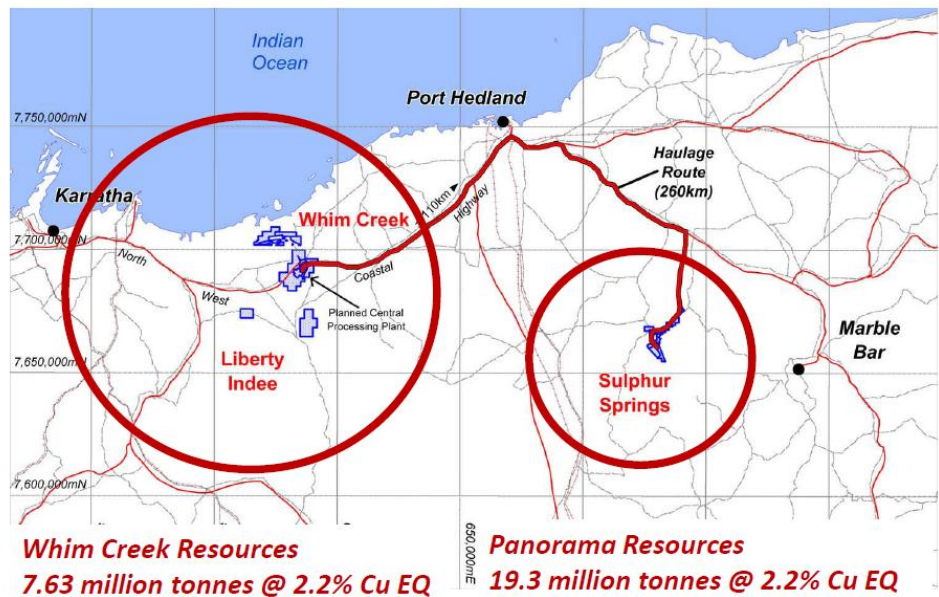 Indian
Ocean
Port Hedland
7,750,000mN
Haulage
Route
(260km)
Karratha
110km
Highway
Whim Creek
7,700,000mN
North
West
Coastal
Planned Central
Processing Plant
Marble
Bar
Liberty
Indee
7,650,000mN
Sulphur
Springs
7,600,000mN
650,000mE
Whim Creek Resources
7.63 million tonnes @ 2.2% Cu EQ
Panorama Resources
19.3 million tonnes @ 2.2% Cu EQ